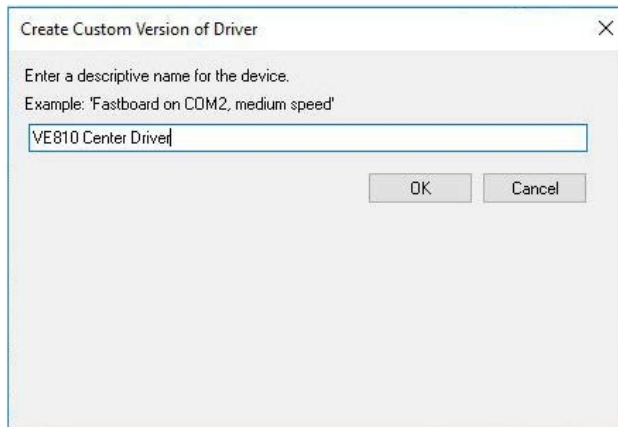 Create Custom Version of Driver
Enter a descriptive name for the device.
Example: 'Fastboard on COM2, medium speed'
VE810 Center Driver
OK Cancel